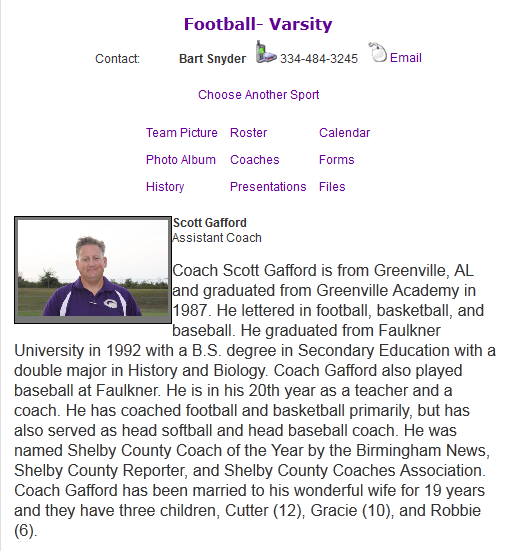 Football- Varsity
Contact: Bart Snyder 334-484-3245 Email
Choose Another Sport
Team Picture Roster Calendar
Photo Album Coaches Forms
History Presentations Files
Scott Gafford
Assistant Coach
Coach Scott Gafford is from Greenville, AL
and graduated from Greenville Academy in
1987. He lettered in football, basketball, and
baseball. He graduated from Faulkner
University in 1992 with a B.S. degree in Secondary Education with a
double major in History and Biology. Coach Gafford also played
baseball at Faulkner. He is in his 20th year as a teacher and a
coach. He has coached football and basketball primarily, but has
also served as head softball and head baseball coach. He was
named Shelby County Coach of the Year by the Birmingham News,
Shelby County Reporter, and Shelby County Coaches Association.
Coach Gafford has been married to his wonderful wife for 19 years
and they have three children, Cutter (12), Gracie (10), and Robbie
(6).